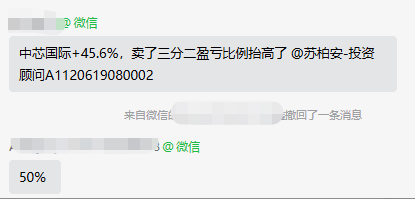 @微信
中芯国际+45.6%，卖了三分二盈亏比例抬高了 @苏柏安-投资
顾问A1120619080002
来自微信的 撤回了一条消息
@微信
50%